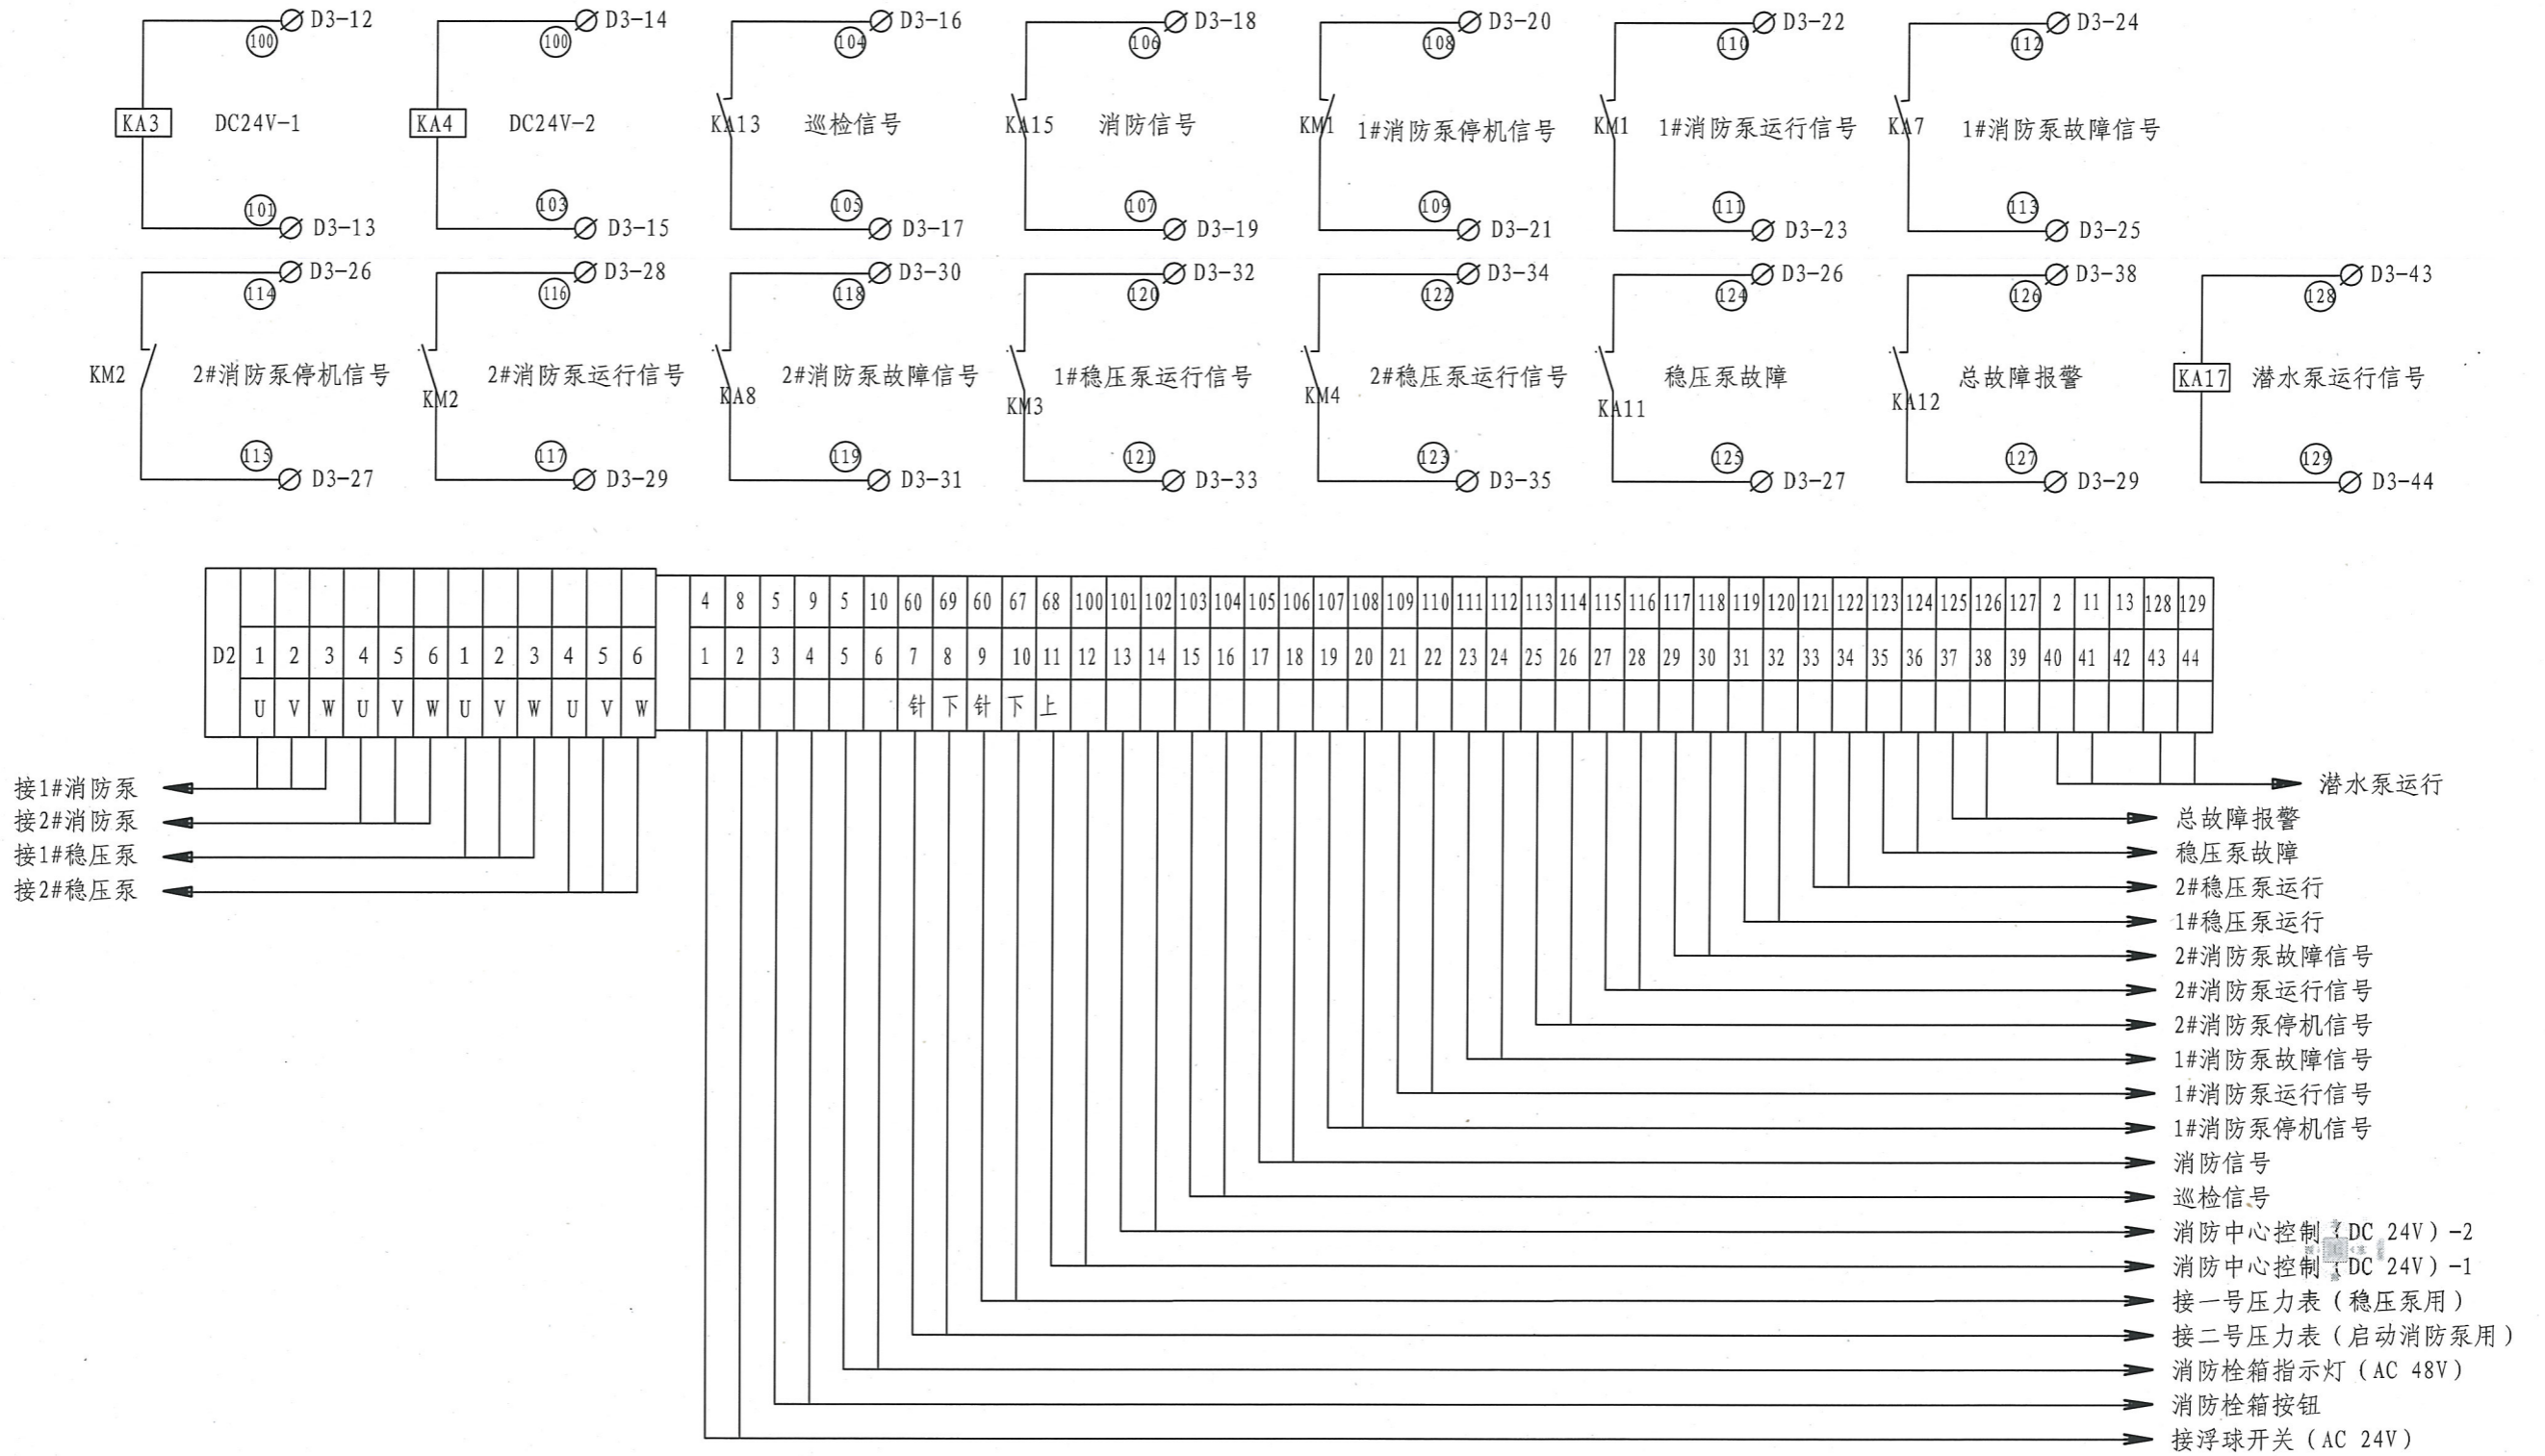 D3-12 D3-14 D3-16 D3-18 D3-20 D3-22 D3-24
100 100 104 106 108 110 112
KA3 DC24V-1 KA4 DC24V-2 KA13 巡检信号 KA15 消防信号 KM1 1#消防泵停机信号 KM1 1#消防泵运行信号 KA7 1#消防泵故障信号
101 103 105 107 109 111 113
D3-13 D3-15 D3-17 D3-19 D3-21 D3-23 D3-25
D3-26 D3-28 D3-30 D3-32 D3-34 D3-26 D3-38 D3-43
114 116 118 120 122 124 126 128
KM2 2#消防泵停机信号 KM2 2#消防泵运行信号 KA8 2#消防泵故障信号 KM3 1#稳压泵运行信号 KM4 2#稳压泵运行信号 KA11 稳压泵故障 KA12 总故障报警 KA17 潜水泵运行信号
115 117 119 121 123 125 127 129
D3-27 D3-29 D3-31 D3-33 D3-35 D3-27 D3-29 D3-44
4 8 5 9 5 10 60 69 60 67 68 100 101 102 103 104 105 106 107 108 109 110 111 112 113 114 115 116 117 118 119 120 121 122 123 124 125 126 127 2 11 13 128 129
D2 1 2 3 4 5 6 1 2 3 4 5 6 1 2 3 4 5 6 7 8 9 10 11 12 13 14 15 16 17 18 19 20 21 22 23 24 25 26 27 28 29 30 31 32 33 34 35 36 37 38 39 40 41 42 43 44
U V W U V W U V W U V W 针 下 针 下 上
接1#消防泵
接2#消防泵
接1#稳压泵
接2#稳压泵
潜水泵运行
总故障报警
稳压泵故障
2#稳压泵运行
1#稳压泵运行
2#消防泵故障信号
2#消防泵运行信号
2#消防泵停机信号
1#消防泵故障信号
1#消防泵运行信号
1#消防泵停机信号
消防信号
巡检信号
消防中心控制（DC 24V）-2
消防中心控制（DC 24V）-1
接一号压力表（稳压泵用）
接二号压力表（启动消防泵用）
消防栓箱指示灯（AC 48V）
消防栓箱按钮
接浮球开关（AC 24V）